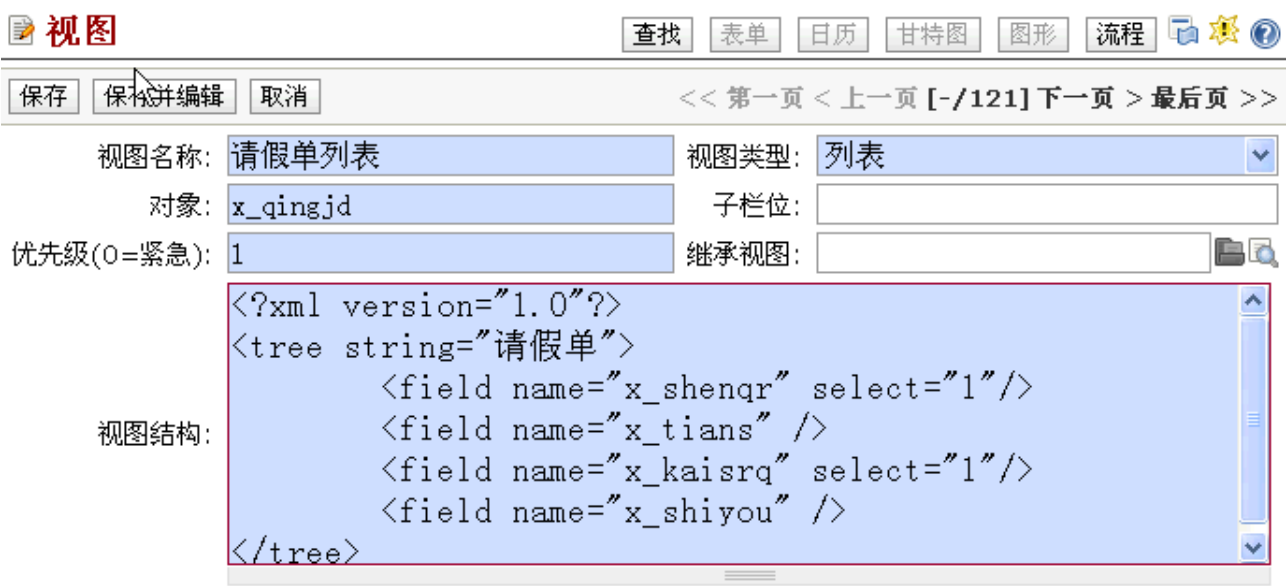 视图 查找 表单 日历 甘特图 图形 流程
保存 保存并编辑 取消 << 第一页 < 上一页 [-/121] 下一页 > 最后页 >>
视图名称: 请假单列表 视图类型: 列表
对象: x_qingjd 子栏位:
优先级(0=紧急): 1 继承视图:
视图结构:
<?xml version="1.0"?>
<tree string="请假单">
<field name="x_shenqr" select="1"/>
<field name="x_tians" />
<field name="x_kaisrq" select="1"/>
<field name="x_shiyou" />
</tree>